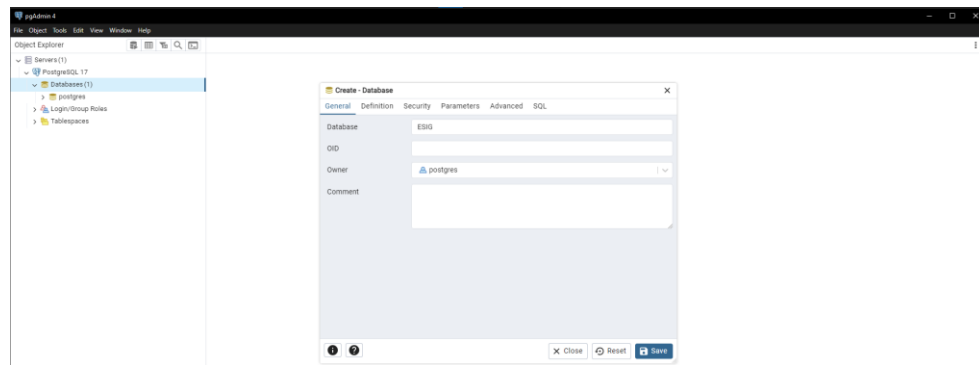 pgAdmin 4
File Object Tools Edit View Window Help
Object Explorer
Servers (1)
PostgreSQL 17
Databases (1)
postgres
Login/Group Roles
Tablespaces
Create - Database
General Definition Security Parameters Advanced SQL
Database ESIG
OID
Owner postgres
Comment
Close Reset Save